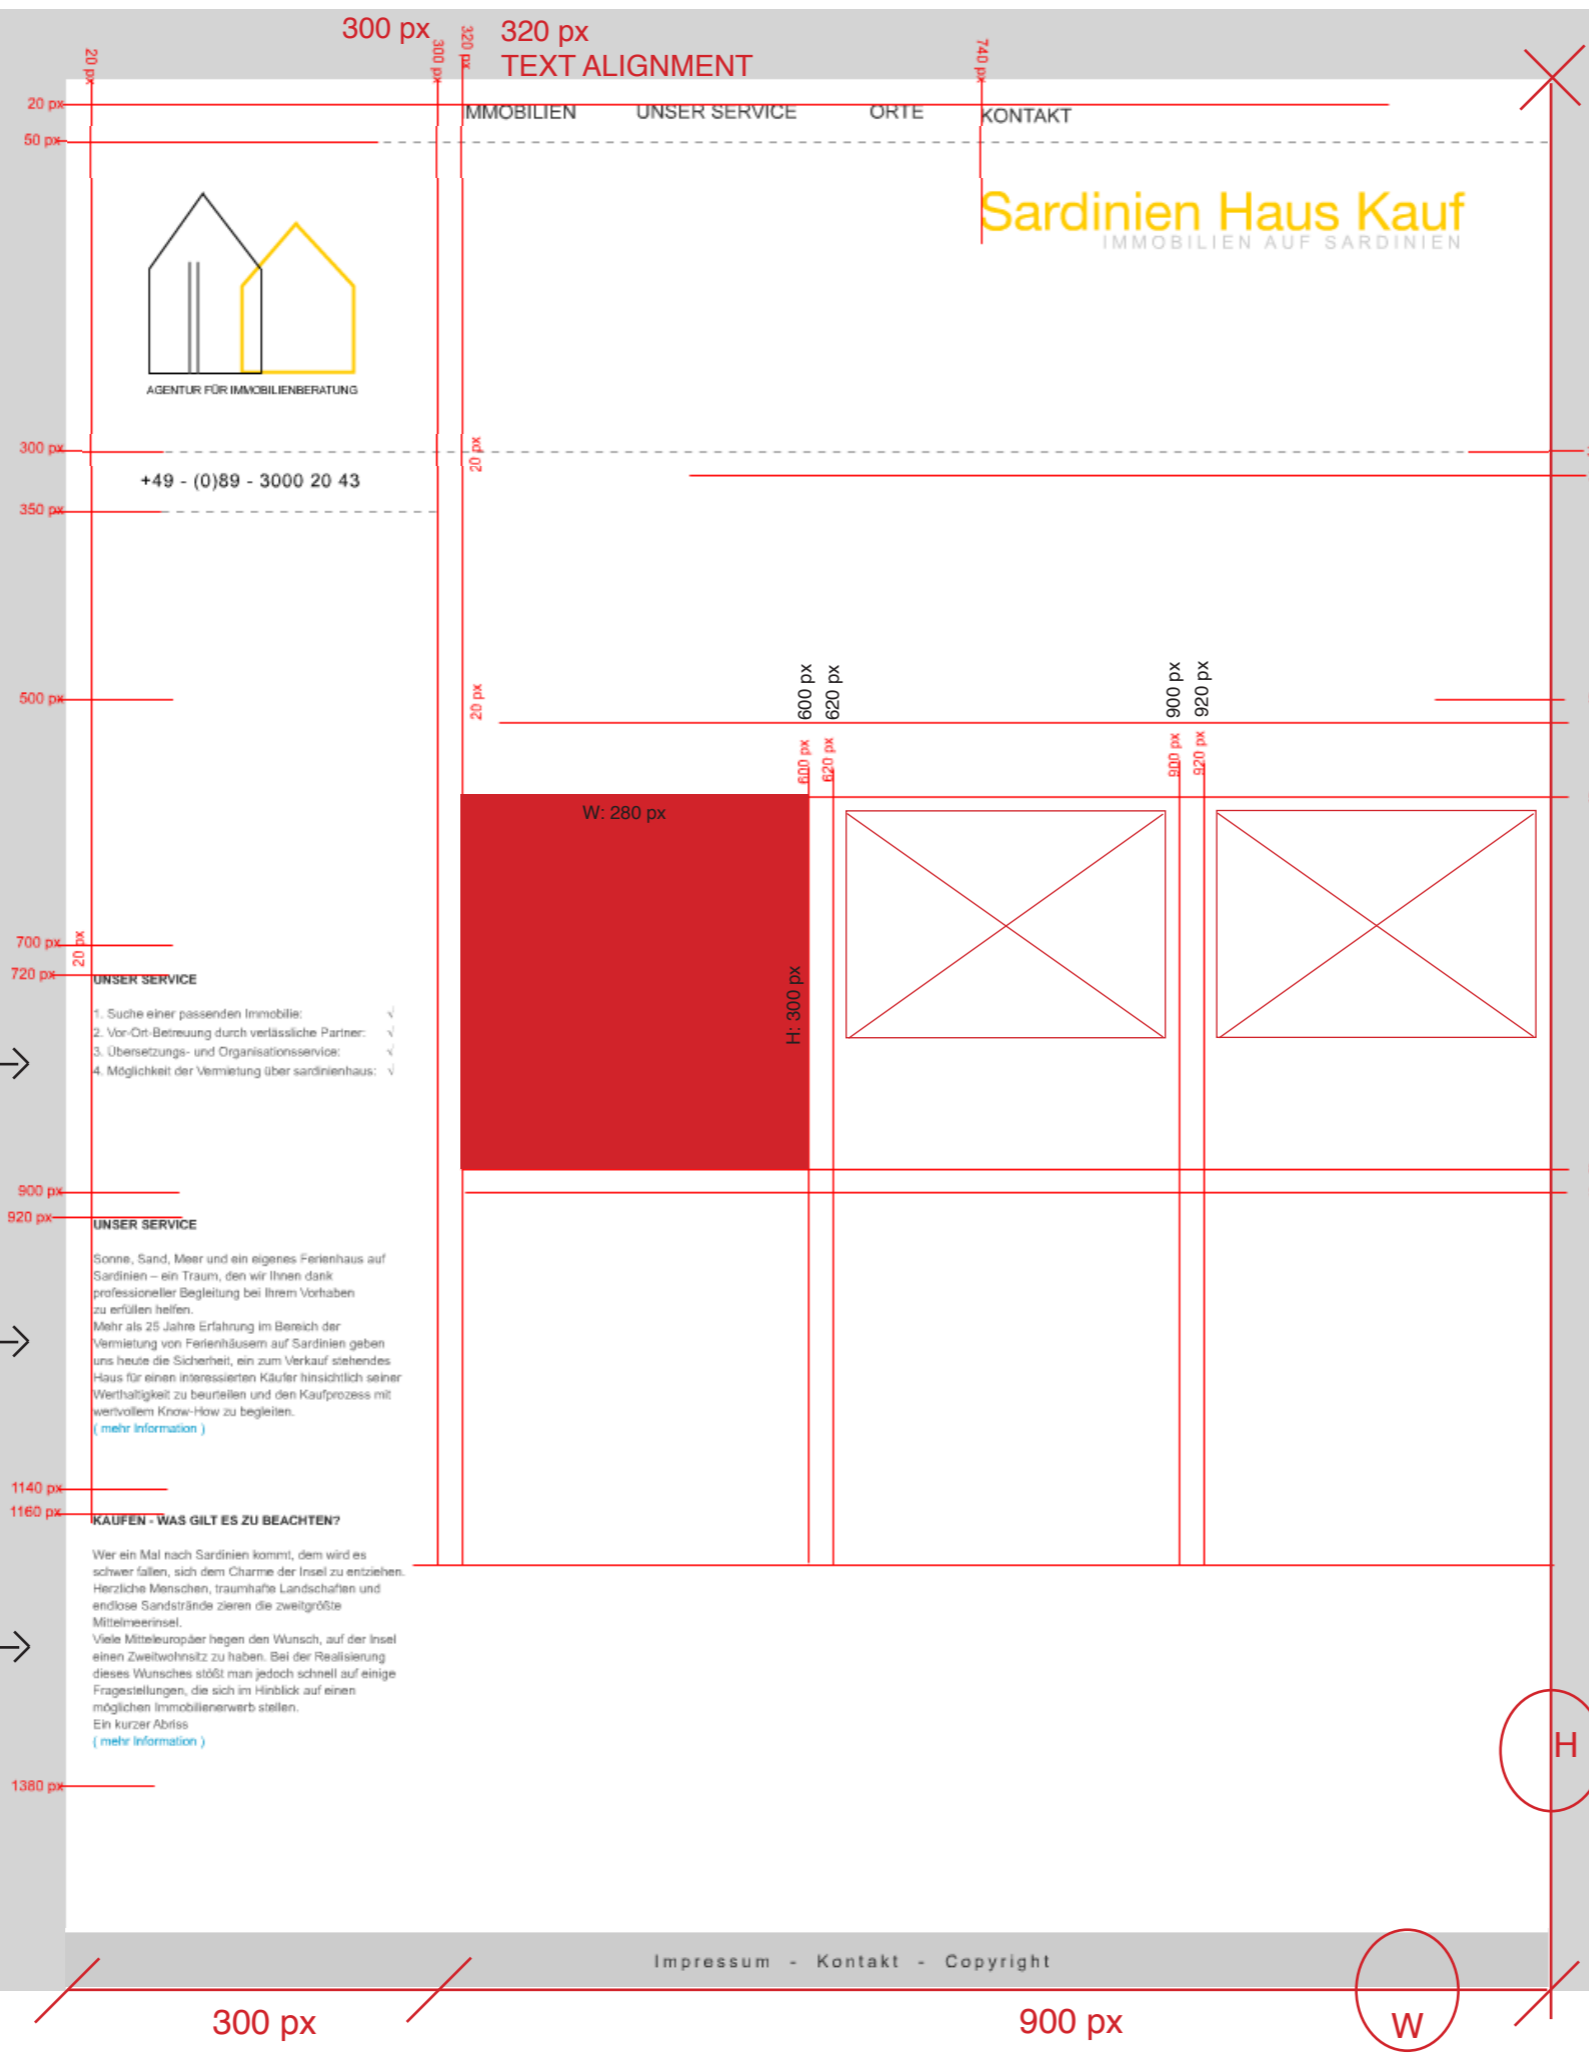 300 px
320 px
TEXT ALIGNMENT
20 px
300 px
320 px
740 px
20 px
MMOBILIEN UNSER SERVICE ORTE KONTAKT
50 px
Sardinien Haus Kauf
IMMOBILIEN AUF SARDINIEN
AGENTUR FÜR IMMOBILIENBERATUNG
300 px
20 px
+49 - (0)89 - 3000 20 43
350 px
500 px
20 px
600 px
620 px
900 px
920 px
600 px
620 px
900 px
920 px
W: 280 px
H: 300 px
700 px
20 px
720 px
UNSER SERVICE
1. Suche einer passenden Immobilie: √
2. Vor-Ort-Betreuung durch verlässliche Partner: √
3. Übersetzungs- und Organisationsservice: √
4. Möglichkeit der Vermietung über sardinienhaus: √
900 px
920 px
UNSER SERVICE
Sonne, Sand, Meer und ein eigenes Ferienhaus auf
Sardinien – ein Traum, den wir Ihnen dank
professioneller Begleitung bei Ihrem Vorhaben
zu erfüllen helfen.
Mehr als 25 Jahre Erfahrung im Bereich der
Vermietung von Ferienhäusern auf Sardinien geben
uns heute die Sicherheit, ein zum Verkauf stehendes
Haus für einen interessierten Käufer hinsichtlich seiner
Werthaltigkeit zu beurteilen und den Kaufprozess mit
wertvollem Know-How zu begleiten.
( mehr Information )
1140 px
1160 px
KAUFEN - WAS GILT ES ZU BEACHTEN?
Wer ein Mal nach Sardinien kommt, dem wird es
schwer fallen, sich dem Charme der Insel zu entziehen.
Herzliche Menschen, traumhafte Landschaften und
endlose Sandstrände zieren die zweitgrößte
Mittelmeerinsel.
Viele Mitteleuropäer hegen den Wunsch, auf der Insel
einen Zweitwohnsitz zu haben. Bei der Realisierung
dieses Wunsches stößt man jedoch schnell auf einige
Fragestellungen, die sich im Hinblick auf einen
möglichen Immobilienerwerb stellen.
Ein kurzer Abriss
( mehr Information )
H
1380 px
Impressum - Kontakt - Copyright
300 px
900 px
W